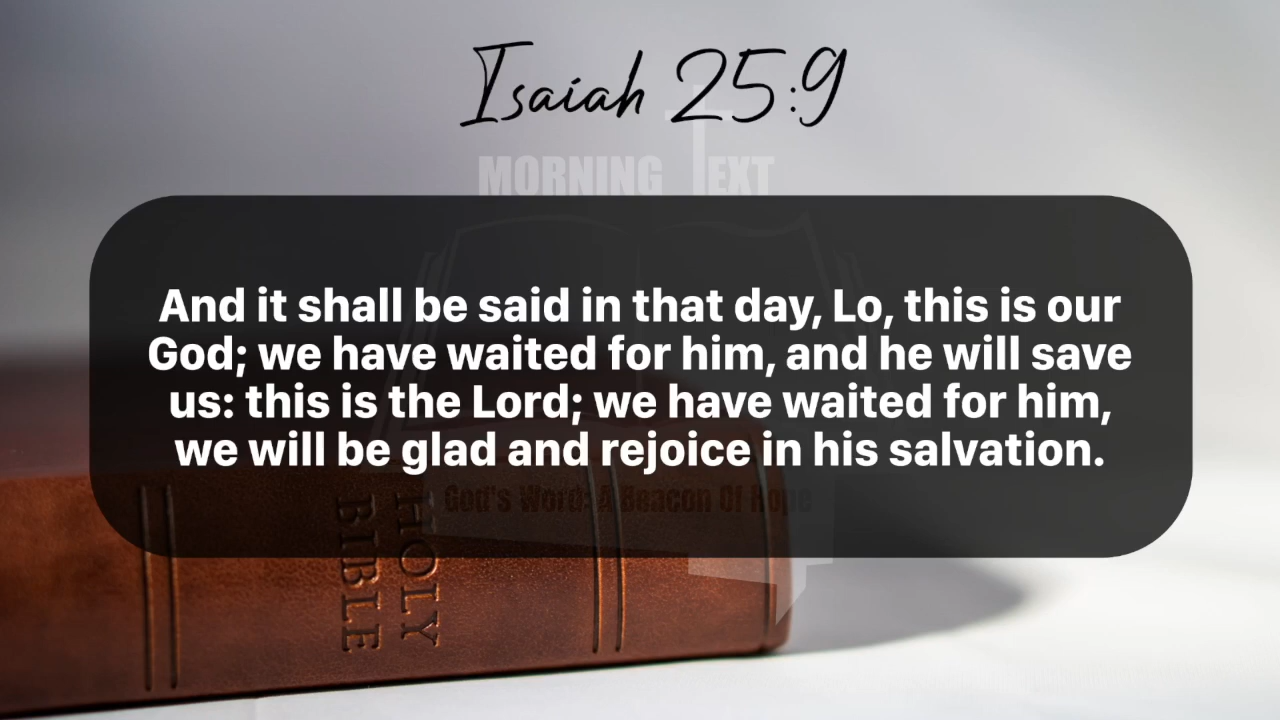 Isaiah 25:9
MORNING TEXT
And it shall be said in that day, Lo, this is our
God; we have waited for him, and he will save
us: this is the Lord; we have waited for him,
we will be glad and rejoice in his salvation.
God's Word: A Beacon Of Hope
HOLY
BIBLE